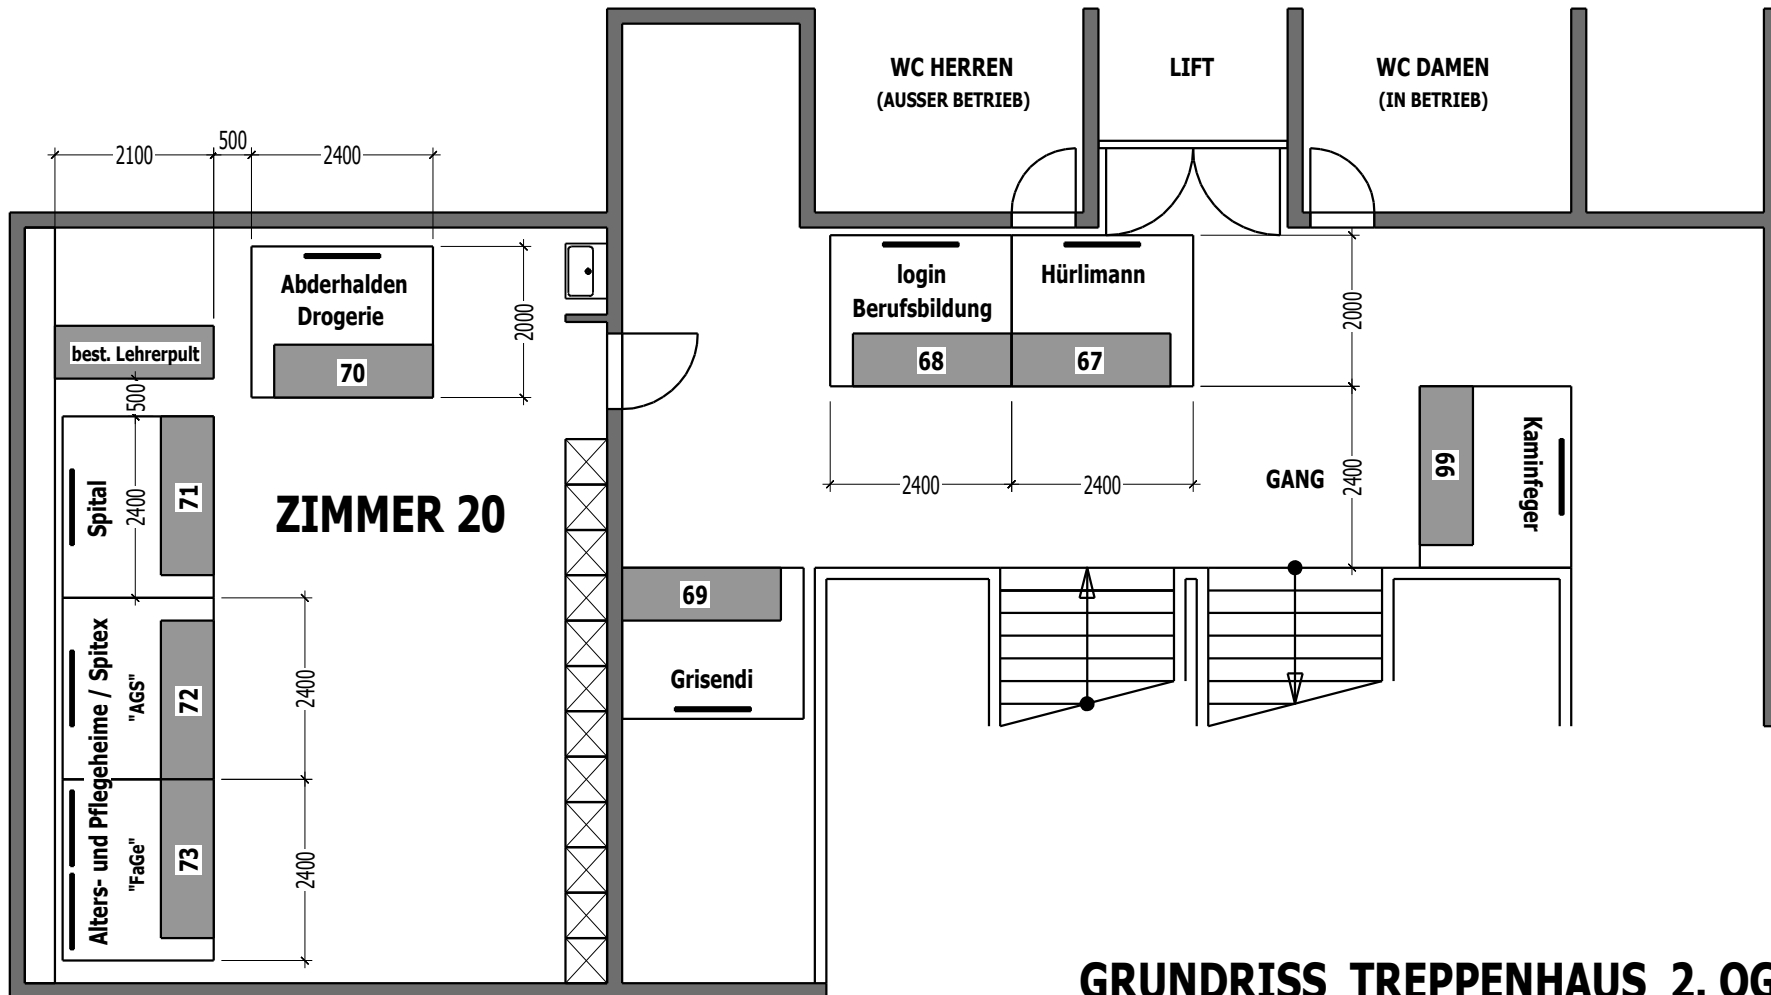 WC HERREN
(AUSSER BETRIEB)
LIFT
WC DAMEN
(IN BETRIEB)
2100
500
2400
Abderhalden
Drogerie
70
2000
best. Lehrerpult
500
login
Berufsbildung
68
Hürlimann
67
2000
2400
2400
GANG
2400
66
Kaminfeger
Spital
2400
71
ZIMMER 20
69
Grisendi
Alters- und Pflegeheime / Spitex
"AGS"
72
2400
"FaGe"
73
2400
GRUNDRISS TREPPENHAUS 2. OG